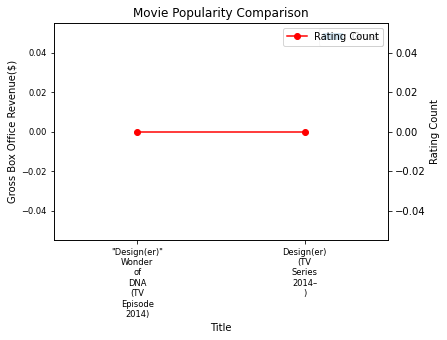 Movie Popularity Comparison
Rating Count
0.04
0.02
0.00
−0.02
−0.04
Gross Box Office Revenue($)
0.04
0.02
0.00
−0.02
−0.04
Rating Count
"Design(er)"
Wonder
of
DNA
(TV
Episode
2014)
Design(er)
(TV
Series
2014–
)
Title